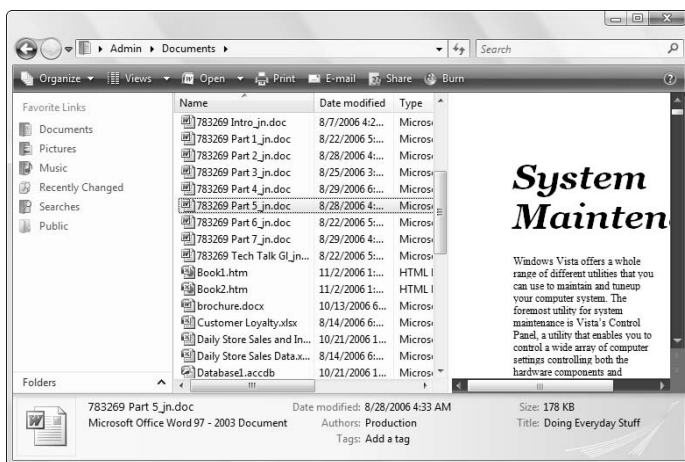 Admin ▸ Documents ▸
Search
Organize Views Open Print E-mail Share Burn
Favorite Links
Documents
Pictures
Music
Recently Changed
Searches
Public
Folders
Name Date modified Type
783269 Intro_jn.doc 8/7/2006 4:2... Micros
783269 Part 1_jn.doc 8/22/2006 5:... Micros
783269 Part 2_jn.doc 8/28/2006 4:... Micros
783269 Part 3_jn.doc 8/25/2006 3:... Micros
783269 Part 4_jn.doc 8/29/2006 6:... Micros
783269 Part 5_jn.doc 8/28/2006 4:... Micros
783269 Part 6_jn.doc 8/22/2006 5:... Micros
783269 Part 7_jn.doc 8/29/2006 4:... Micros
783269 Tech Talk Gl_jn... 8/22/2006 5:... Micros
Book1.htm 11/2/2006 1:... HTML
Book2.htm 11/2/2006 1:... HTML
brochure.docx 10/13/2006 6... Micros
Customer Loyalty.xlsx 8/14/2006 6:... Micros
Daily Store Sales and In... 10/21/2006 1... Micros
Daily Store Sales Data.x... 8/14/2006 6:... Micros
Database1.accdb 10/21/2006 1... Micros
System
Mainten
Windows Vista offers a whole
range of different utilities that you
can use to maintain and tuneup
your computer system. The
foremost utility for system
maintenance is Vista's Control
Panel, a utility that enables you to
control a wide array of computer
settings controlling both the
hardware components and
783269 Part 5_jn.doc Date modified: 8/28/2006 4:33 AM Size: 178 KB
Microsoft Office Word 97 - 2003 Document Authors: Production Title: Doing Everyday Stuff
Tags: Add a tag